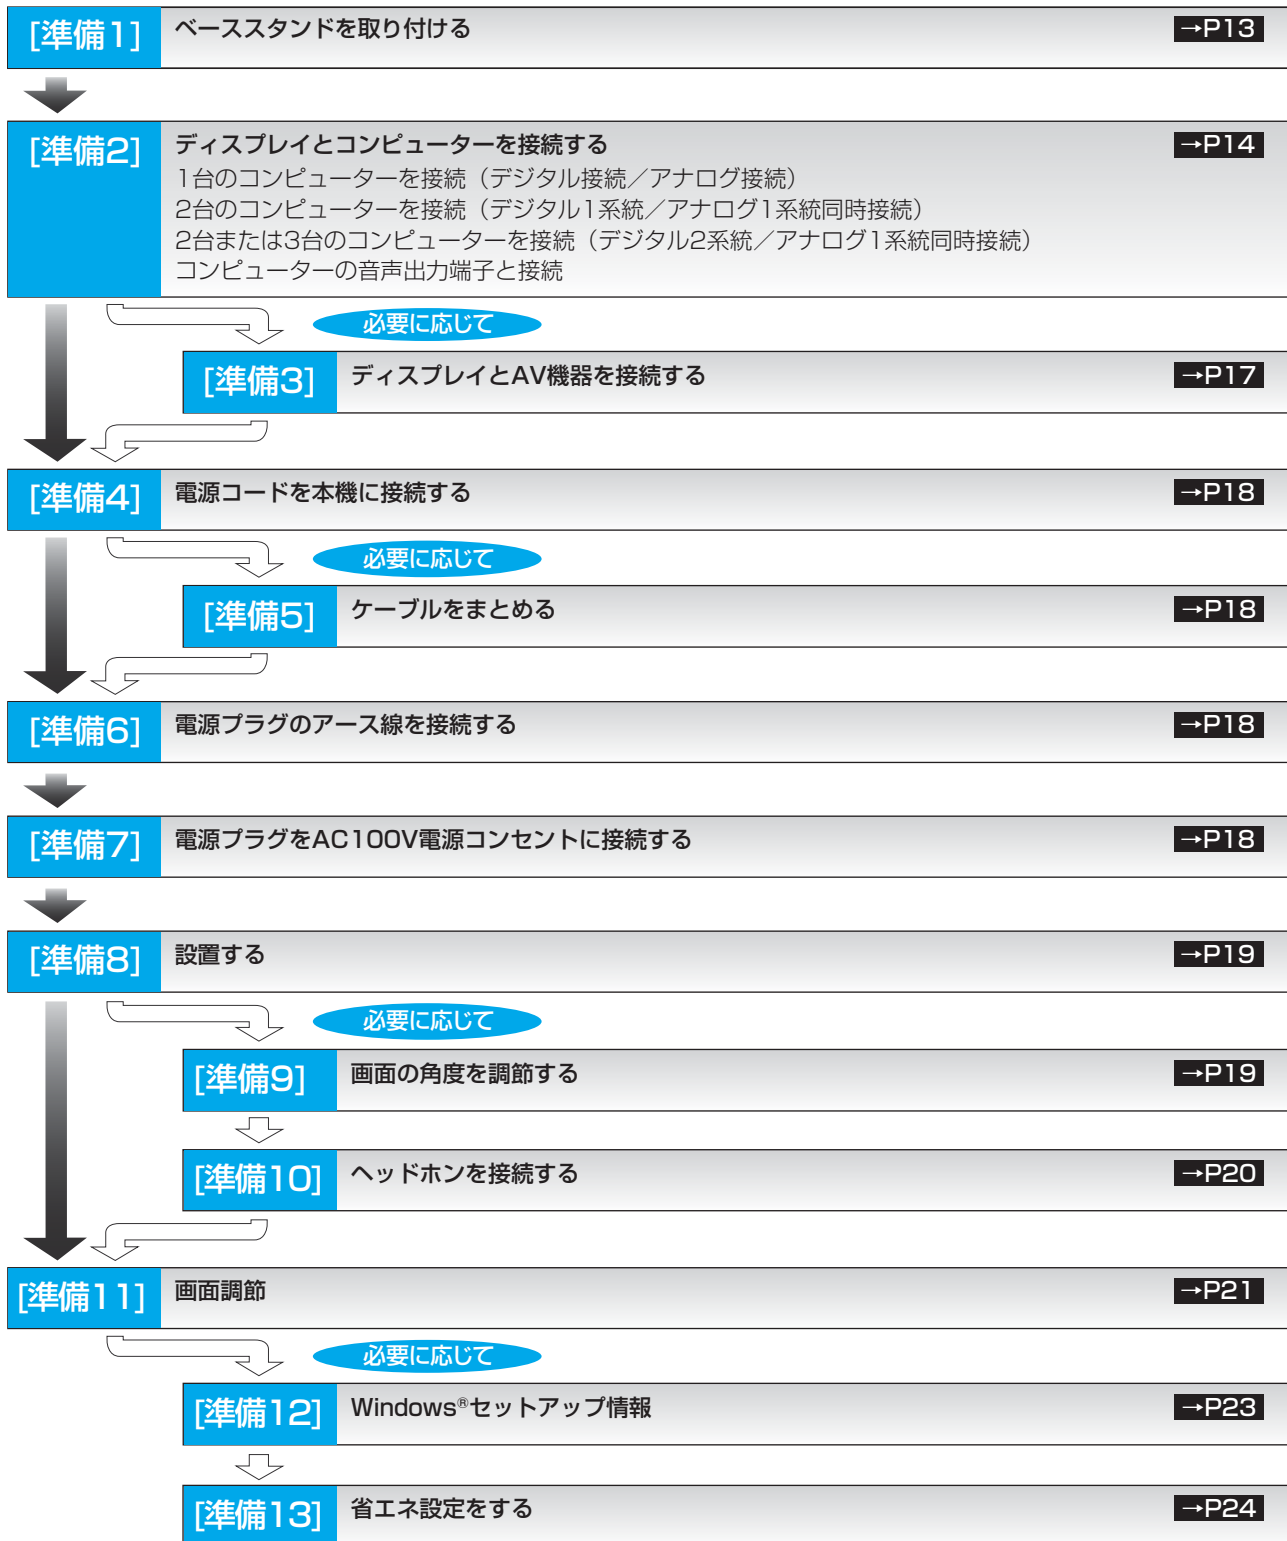 [準備1] ベーススタンドを取り付ける →P13
[準備2] ディスプレイとコンピューターを接続する →P14
1台のコンピューターを接続（デジタル接続／アナログ接続）
2台のコンピューターを接続（デジタル1系統／アナログ1系統同時接続）
2台または3台のコンピューターを接続（デジタル2系統／アナログ1系統同時接続）
コンピューターの音声出力端子と接続
必要に応じて
[準備3] ディスプレイとAV機器を接続する →P17
[準備4] 電源コードを本機に接続する →P18
必要に応じて
[準備5] ケーブルをまとめる →P18
[準備6] 電源プラグのアース線を接続する →P18
[準備7] 電源プラグをAC100V電源コンセントに接続する →P18
[準備8] 設置する →P19
必要に応じて
[準備9] 画面の角度を調節する →P19
[準備10] ヘッドホンを接続する →P20
[準備11] 画面調節 →P21
必要に応じて
[準備12] Windows®セットアップ情報 →P23
[準備13] 省エネ設定をする →P24